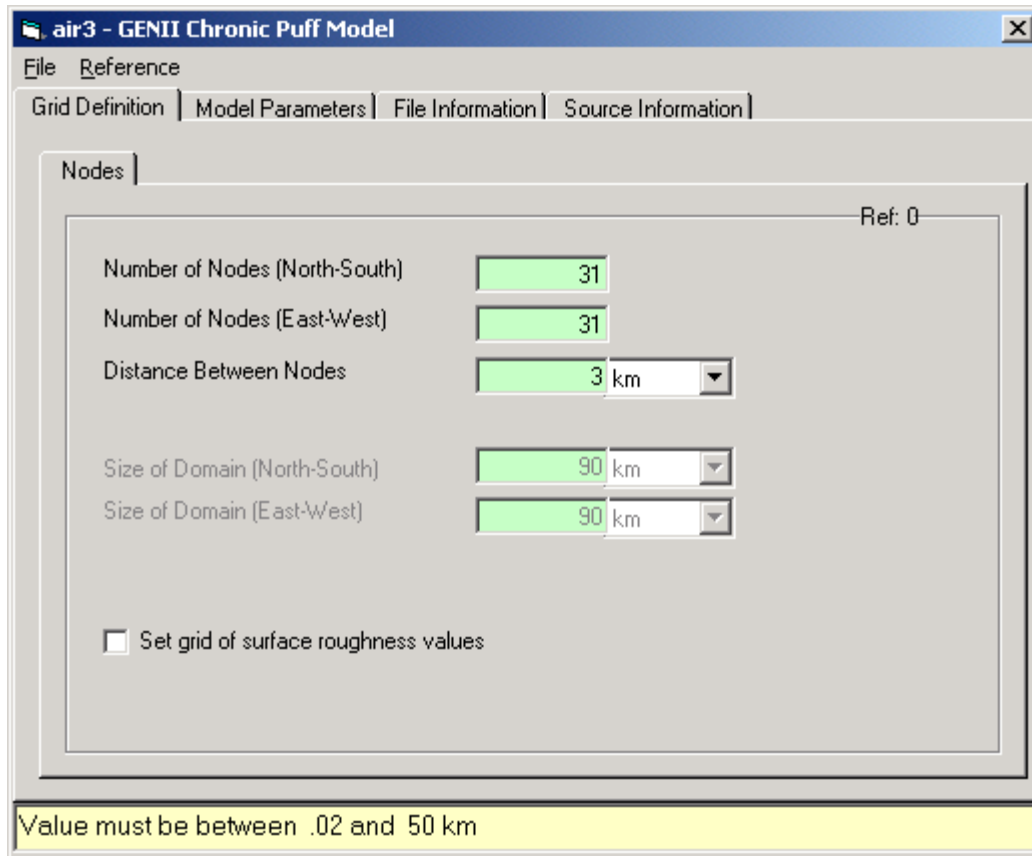 air3 - GENII Chronic Puff Model
File Reference
Grid Definition Model Parameters File Information Source Information
Nodes
Ref: 0
Number of Nodes (North-South) 31
Number of Nodes (East-West) 31
Distance Between Nodes 3 km
Size of Domain (North-South) 90 km
Size of Domain (East-West) 90 km
Set grid of surface roughness values
Value must be between .02 and 50 km